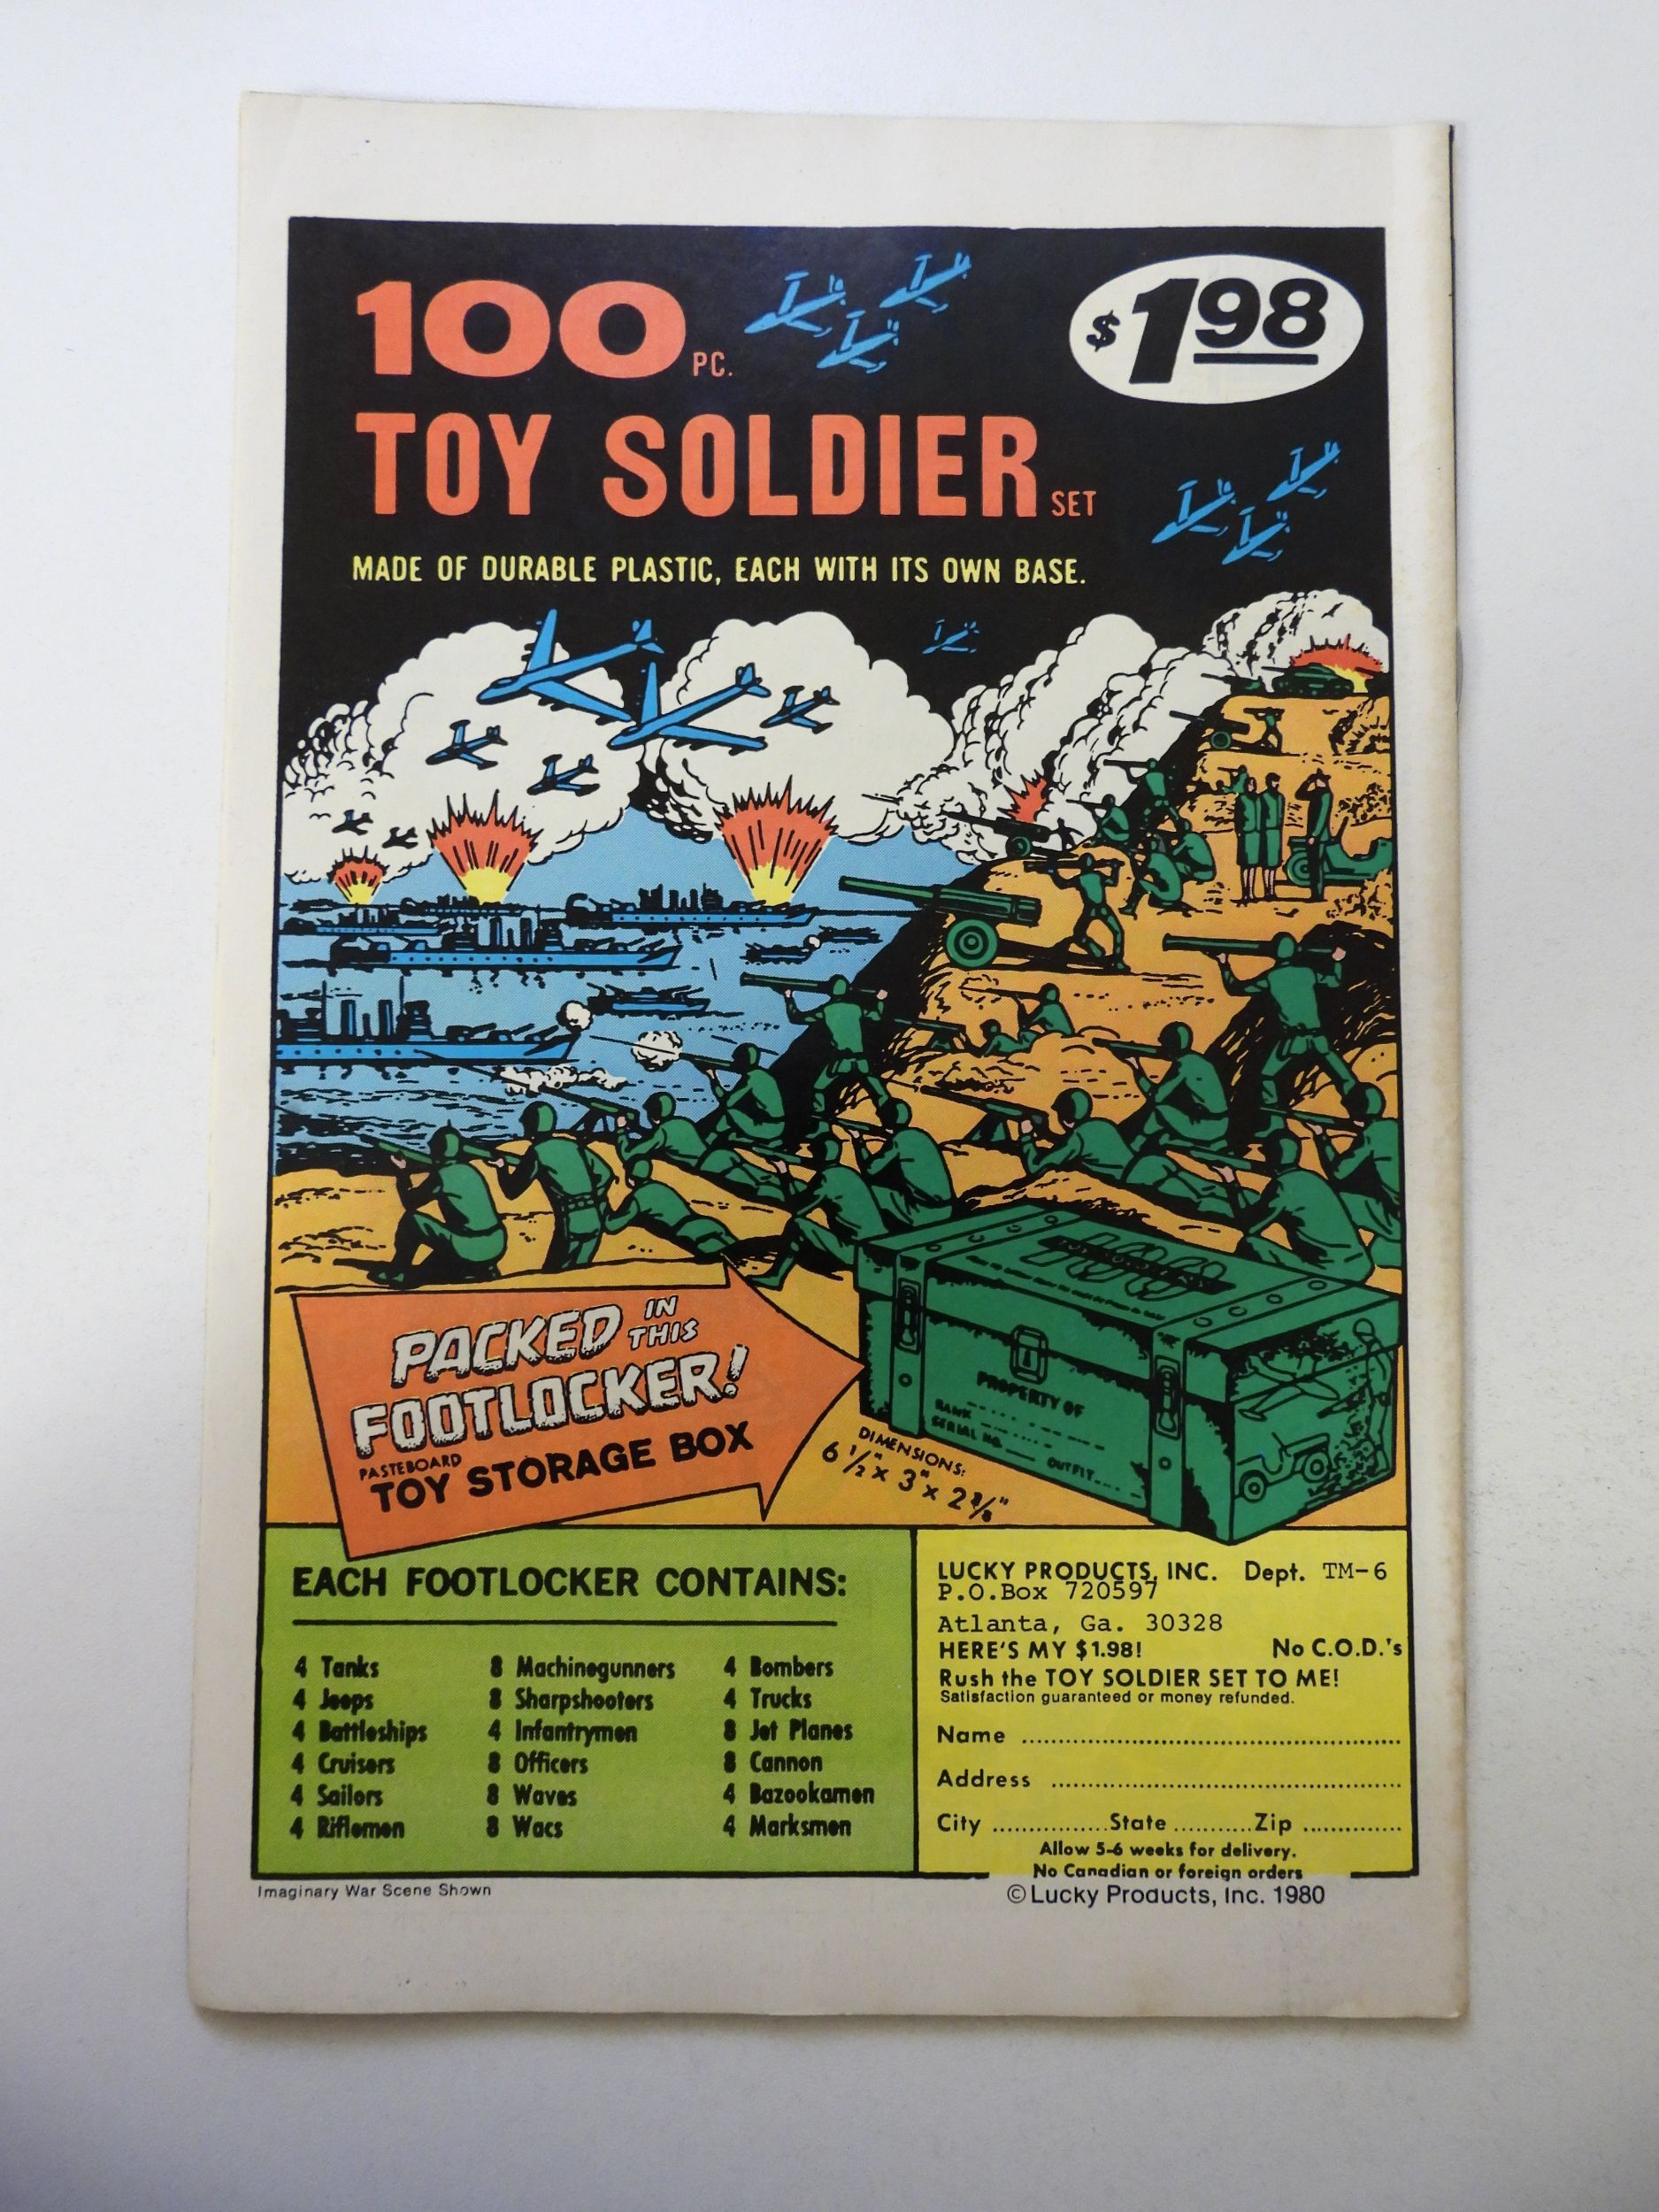 100 PC.
$1.98
TOY SOLDIER SET
MADE OF DURABLE PLASTIC, EACH WITH ITS OWN BASE.
PACKED IN THIS
FOOTLOCKER!
PASTEBOARD
TOY STORAGE BOX
100
PROPERTY OF
RANK
SERIAL NO.
OUTFIT
DIMENSIONS:
6 1/2" x 3" x 2 1/8"
EACH FOOTLOCKER CONTAINS:
4 Tanks
4 Jeeps
4 Battleships
4 Cruisers
4 Sailors
4 Riflemen
8 Machinegunners
8 Sharpshooters
4 Infantrymen
8 Officers
8 Waves
8 Wacs
4 Bombers
4 Trucks
8 Jet Planes
8 Cannon
4 Bazookamen
4 Marksmen
LUCKY PRODUCTS, INC. Dept. TM-6
P.O.Box 720597
Atlanta, Ga. 30328
HERE'S MY $1.98! No C.O.D.'s
Rush the TOY SOLDIER SET TO ME!
Satisfaction guaranteed or money refunded.
Name
Address
City State Zip
Allow 5-6 weeks for delivery.
No Canadian or foreign orders
Imaginary War Scene Shown
© Lucky Products, Inc. 1980